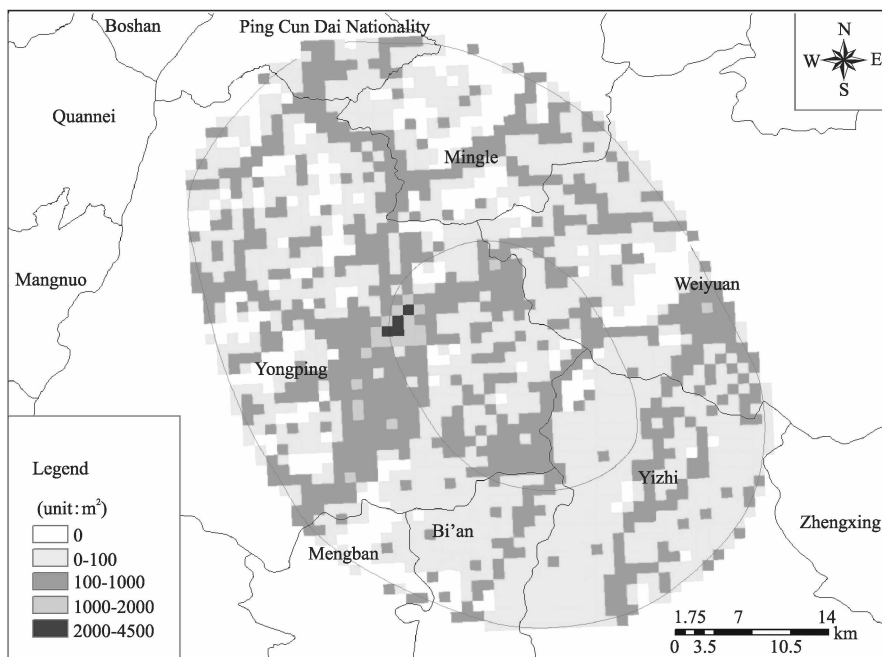 Boshan
Ping Cun Dai Nationality
N
W E
S
Quannei
Mingle
Mangnuo
Weiyuan
Yongping
Legend
(unit:m²)
0
0-100
100-1000
1000-2000
2000-4500
Yizhi
Bi'an
Mengban
Zhengxing
1.75 7 14
km
0 3.5 10.5